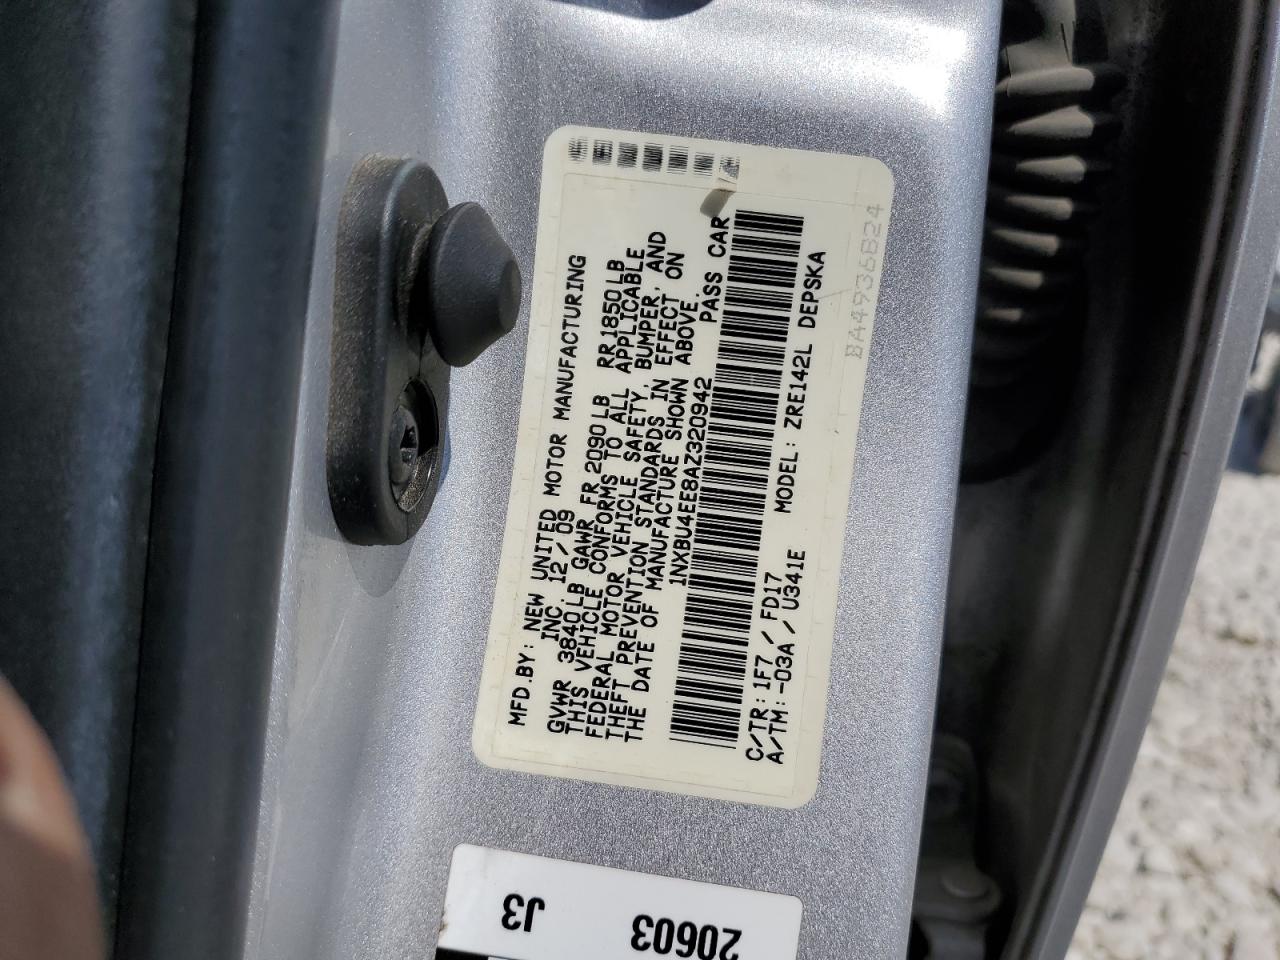 MFD.BY: NEW UNITED MOTOR MANUFACTURING
INC. 12/09
GVWR 3840LB GAWR FR 2090LB RR 1850LB
THIS VEHICLE CONFORMS TO ALL APPLICABLE
FEDERAL MOTOR VEHICLE SAFETY, BUMPER, AND
THEFT PREVENTION STANDARDS IN EFFECT ON
THE DATE OF MANUFACTURE SHOWN ABOVE.
1NXBU4EE8AZ320942 PASS CAR
C/TR: 1F7 / FD17 MODEL: ZRE142L DEPSKA
A/TM: -03A / U341E
J3
20603